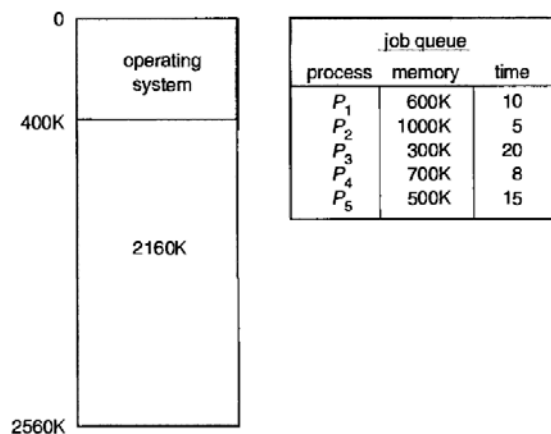 0
operating
system
400K
2160K
2560K
job queue
process memory time
P1 600K 10
P2 1000K 5
P3 300K 20
P4 700K 8
P5 500K 15